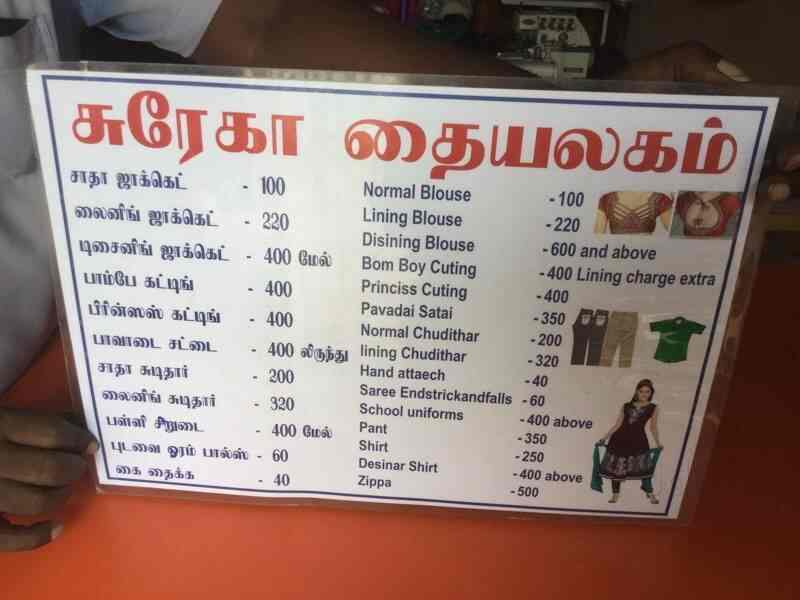 சுரேகா தையலகம்
சாதா ஜாக்கெட் - 100
லைனிங் ஜாக்கெட் - 220
டிசைனிங் ஜாக்கெட் - 400 மேல்
பாம்பே கட்டிங் - 400
பிரின்ஸஸ் கட்டிங் - 400
பாவாடை சட்டை - 400 லிருந்து
சாதா சுடிதார் - 200
லைனிங் சுடிதார் - 320
பள்ளி சீறுடை - 400 மேல்
புடவை ஓரம் பால்ஸ் - 60
கை தைக்க - 40
Normal Blouse - 100
Lining Blouse - 220
Disining Blouse - 600 and above
Bom Boy Cuting - 400 Lining charge extra
Princiss Cuting - 400
Pavadai Satai - 350
Normal Chudithar - 200
lining Chudithar - 320
Hand attaech - 40
Saree Endstrickandfalls - 60
School uniforms - 400 above
Pant - 350
Shirt - 250
Desinar Shirt - 400 above
Zippa - 500